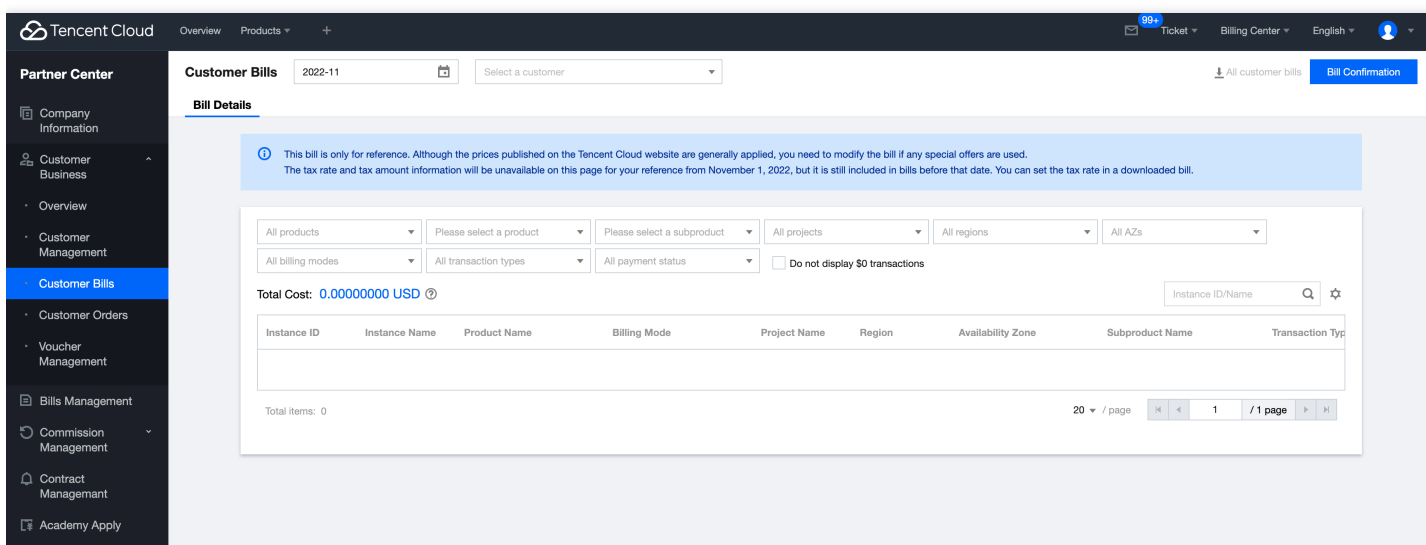 Tencent Cloud
Overview
Products
99+
Ticket
Billing Center
English
Partner Center
Company
Information
Customer
Business
Overview
Customer
Management
Customer Bills
Customer Orders
Voucher
Management
Bills Management
Commission
Management
Contract
Managemant
Academy Apply
Customer Bills
2022-11
Select a customer
All customer bills
Bill Confirmation
Bill Details
This bill is only for reference. Although the prices published on the Tencent Cloud website are generally applied, you need to modify the bill if any special offers are used.
The tax rate and tax amount information will be unavailable on this page for your reference from November 1, 2022, but it is still included in bills before that date. You can set the tax rate in a downloaded bill.
All products
Please select a product
Please select a subproduct
All projects
All regions
All AZs
All billing modes
All transaction types
All payment status
Do not display $0 transactions
Total Cost: 0.00000000 USD
Instance ID/Name
Instance ID
Instance Name
Product Name
Billing Mode
Project Name
Region
Availability Zone
Subproduct Name
Transaction Typ
Total items: 0
20 / page
1
/ 1 page